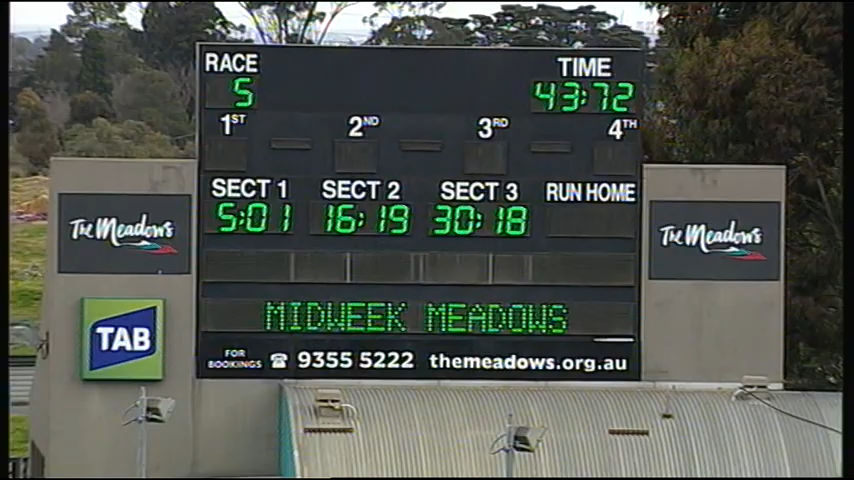 RACE TIME
5 43:72
1ST 2ND 3RD 4TH
SECT 1 SECT 2 SECT 3 RUN HOME
5:01 16:19 30:18
The Meadows
The Meadows
MIDWEEK MEADOWS
TAB
FOR BOOKINGS ☎ 9355 5222 themeadows.org.au